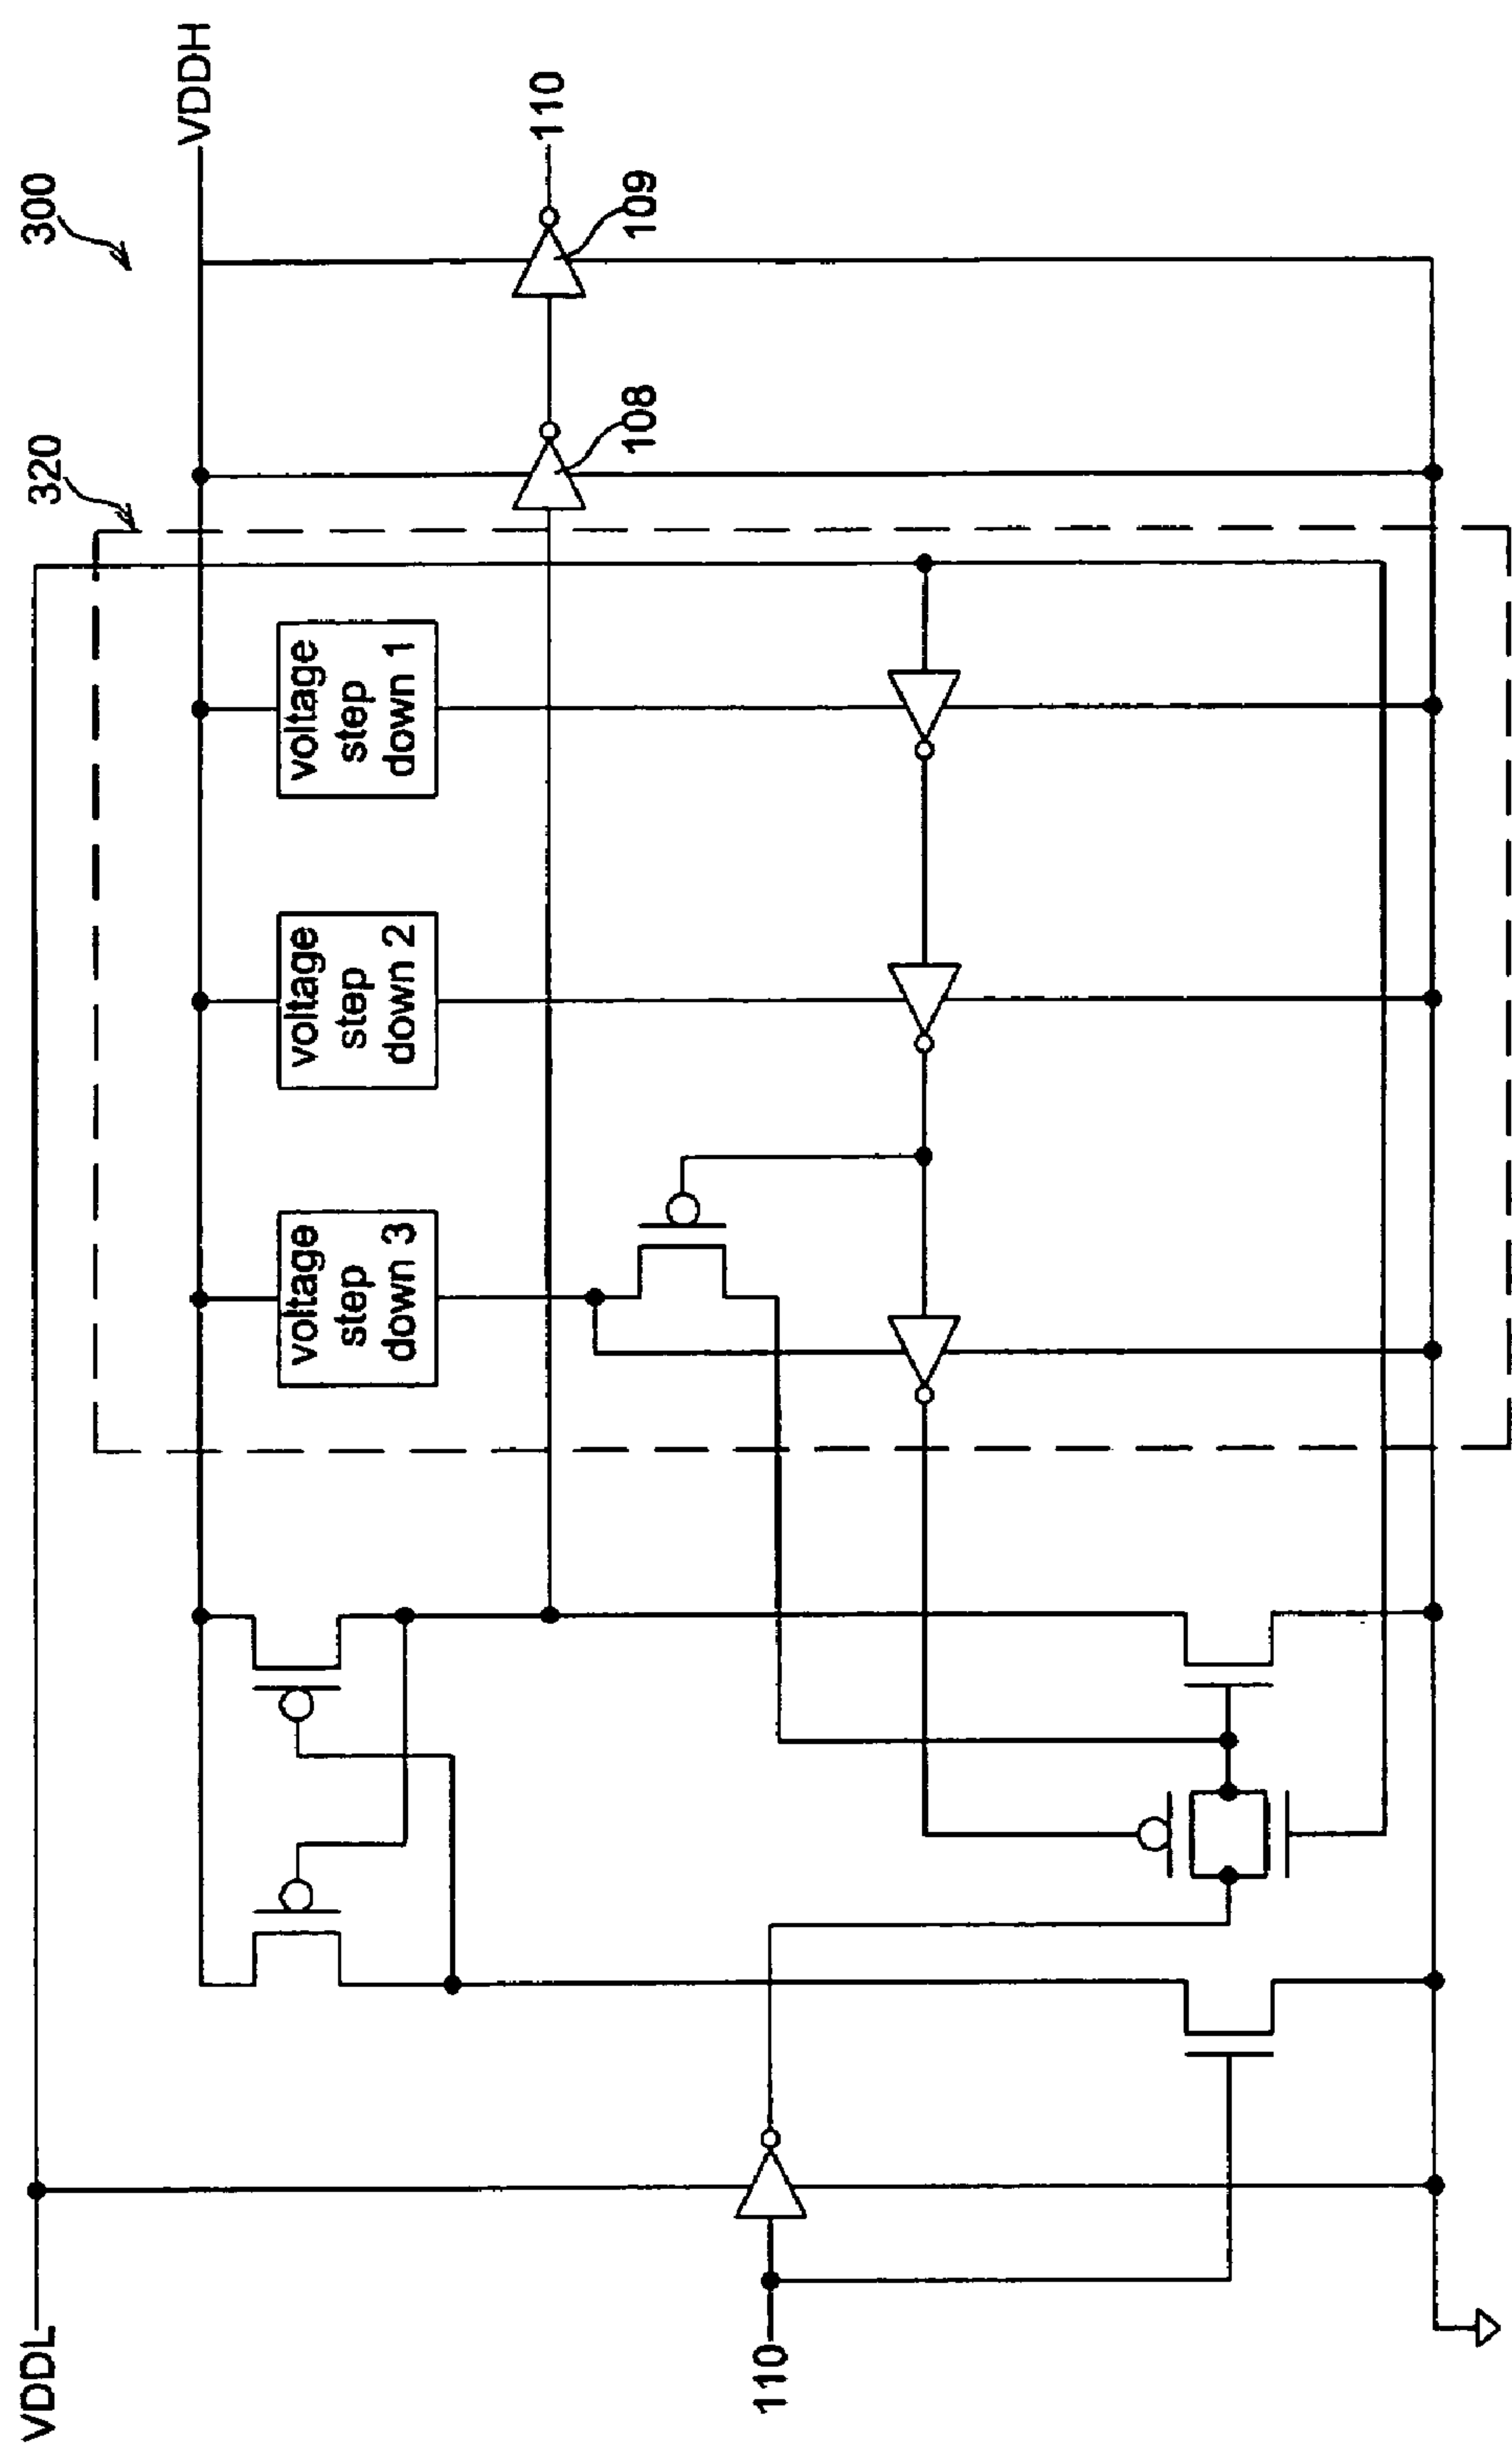 300
320
VDDL
VDDH
voltage
step
down 3
voltage
step
down 2
voltage
step
down 1
110
108
109
110